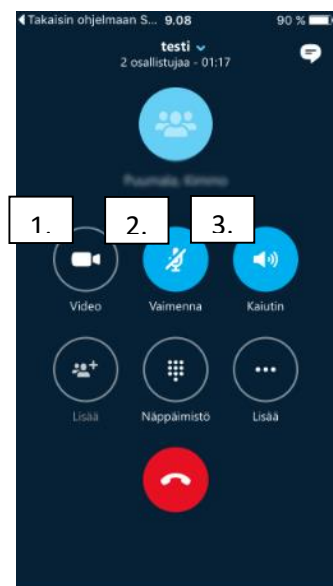 Takaisin ohjelmaan S... 9.08 90 %
testi
2 osallistujaa - 01:17
1. 2. 3.
Video Vaimenna Kaiutin
Lisää Näppäimistö Lisää